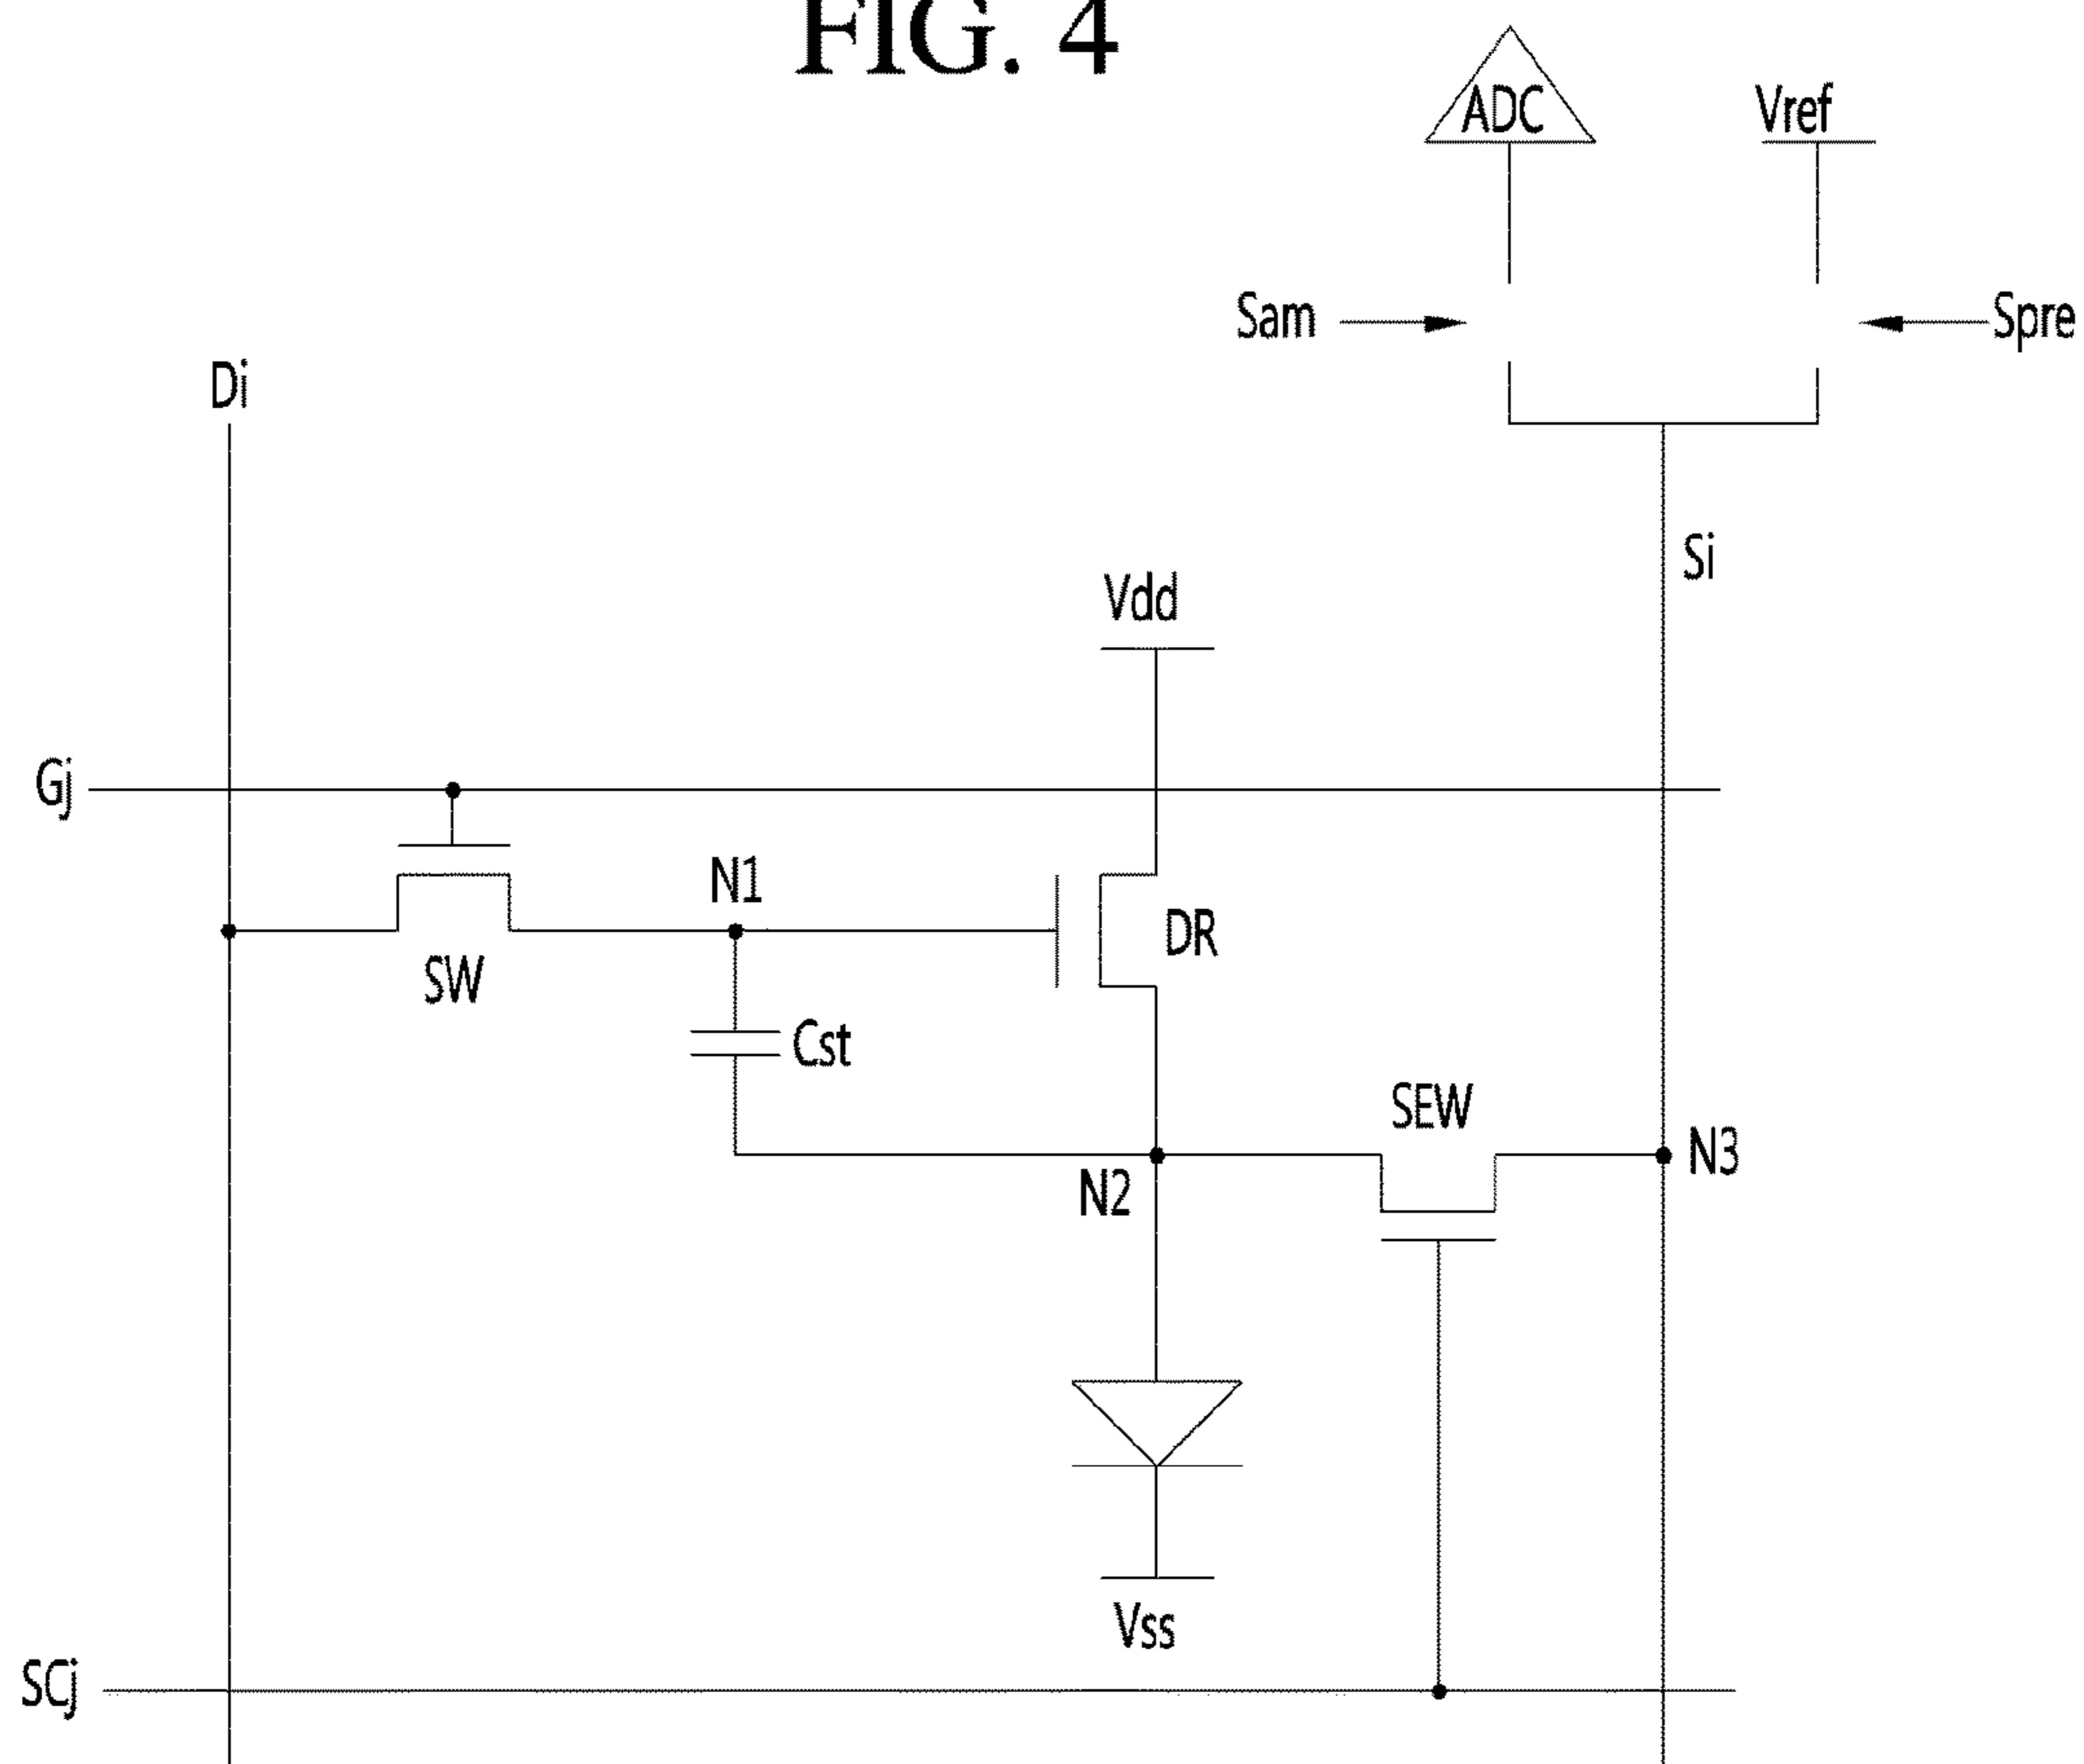 FIG. 4
ADC
Vref
Sam
Spre
Di
Si
Vdd
Gj
N1
DR
SW
Cst
SEW
N3
N2
Vss
SCj